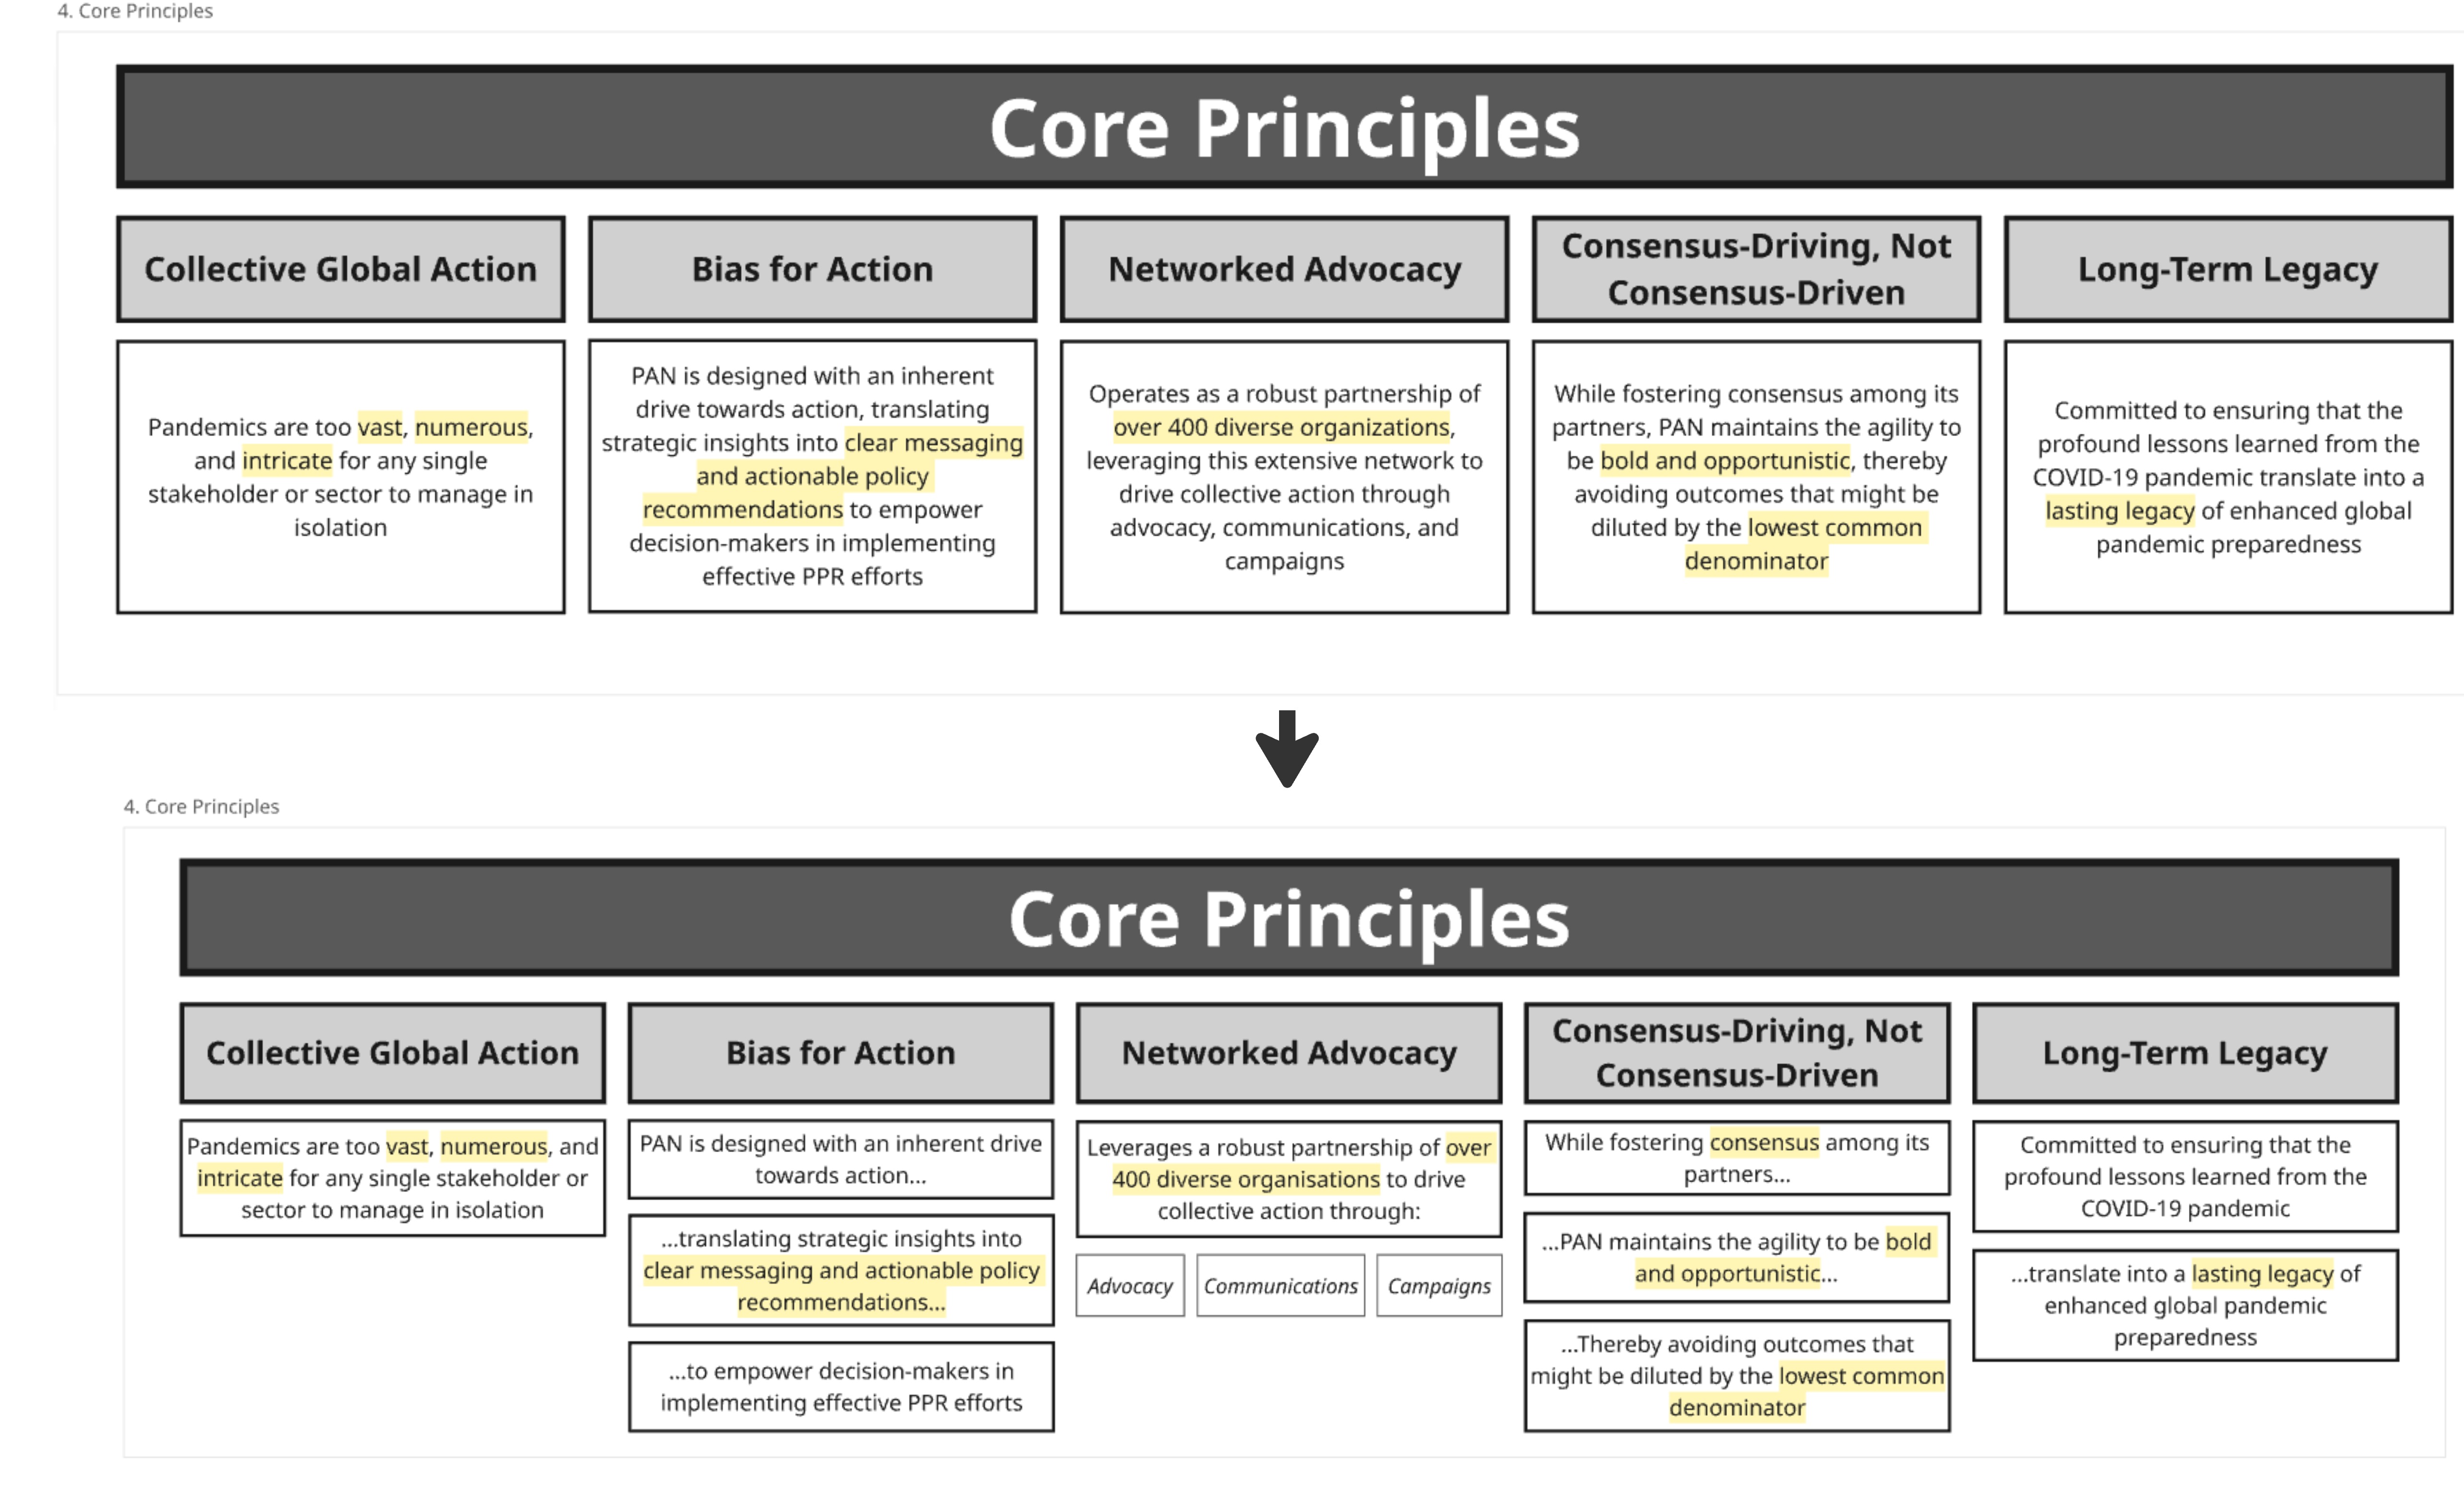 4. Core Principles
Core Principles
Collective Global Action
Bias for Action
Networked Advocacy
Consensus-Driving, Not
Consensus-Driven
Long-Term Legacy
Pandemics are too vast, numerous,
and intricate for any single
stakeholder or sector to manage in
isolation
PAN is designed with an inherent
drive towards action, translating
strategic insights into clear messaging
and actionable policy
recommendations to empower
decision-makers in implementing
effective PPR efforts
Operates as a robust partnership of
over 400 diverse organizations,
leveraging this extensive network to
drive collective action through
advocacy, communications, and
campaigns
While fostering consensus among its
partners, PAN maintains the agility to
be bold and opportunistic, thereby
avoiding outcomes that might be
diluted by the lowest common
denominator
Committed to ensuring that the
profound lessons learned from the
COVID-19 pandemic translate into a
lasting legacy of enhanced global
pandemic preparedness
4. Core Principles
Core Principles
Collective Global Action
Bias for Action
Networked Advocacy
Consensus-Driving, Not
Consensus-Driven
Long-Term Legacy
Pandemics are too vast, numerous, and
intricate for any single stakeholder or
sector to manage in isolation
PAN is designed with an inherent drive
towards action...
...translating strategic insights into
clear messaging and actionable policy
recommendations...
...to empower decision-makers in
implementing effective PPR efforts
Leverages a robust partnership of over
400 diverse organisations to drive
collective action through:
Advocacy
Communications
Campaigns
While fostering consensus among its
partners...
...PAN maintains the agility to be bold
and opportunistic...
...Thereby avoiding outcomes that
might be diluted by the lowest common
denominator
Committed to ensuring that the
profound lessons learned from the
COVID-19 pandemic
...translate into a lasting legacy of
enhanced global pandemic
preparedness